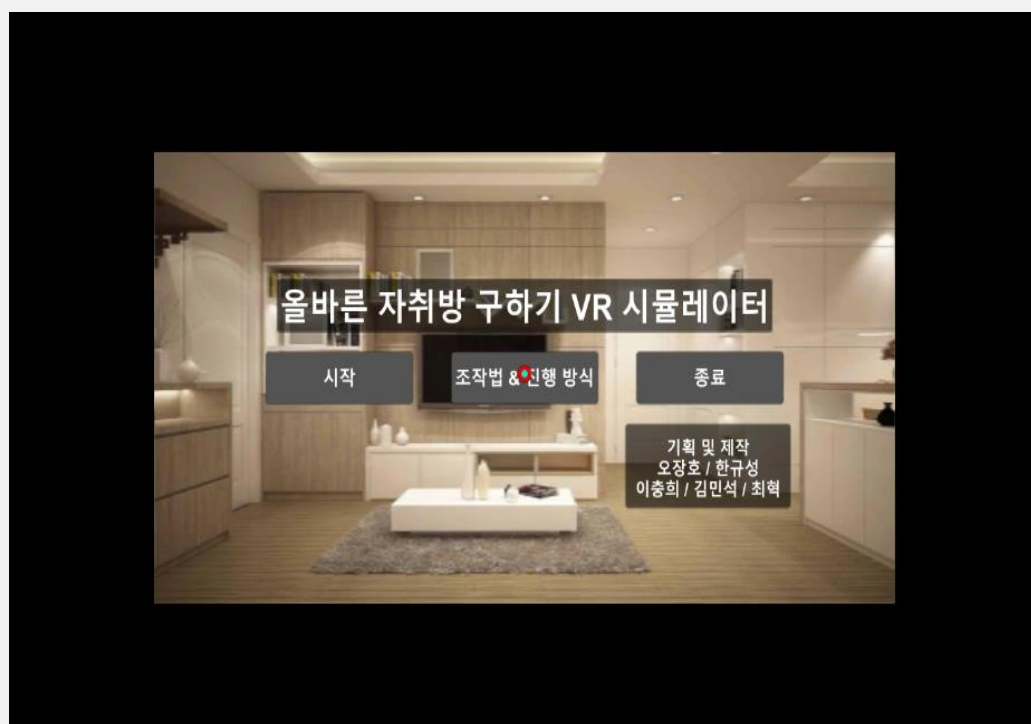 올바른 자취방 구하기 VR 시뮬레이터
시작
조작법 & 진행 방식
종료
기획 및 제작
오장호 / 한규성
이충희 / 김민석 / 최혁